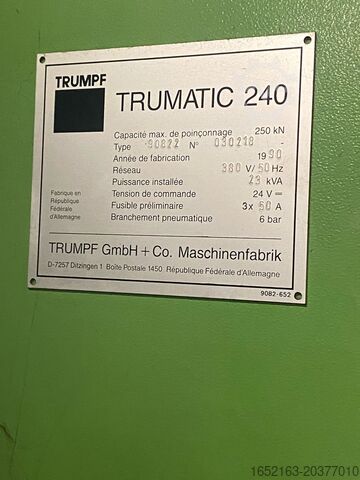 TRUMPF
TRUMATIC 240
Capacité max. de poinçonnage 250 kN
Type 90822 N° 030218 -
Année de fabrication 1990
Réseau 380 V/50 Hz
Puissance installée 23 kVA
Tension de commande 24 V=
Fusible préliminaire 3x 50 A
Branchement pneumatique 6 bar
Fabriqué en
République
Fédérale
d'Allemagne
TRUMPF GmbH + Co. Maschinenfabrik
D-7257 Ditzingen 1 Boîte Postale 1450 République Fédérale d'Allemagne
9082-652
1652163-20377010